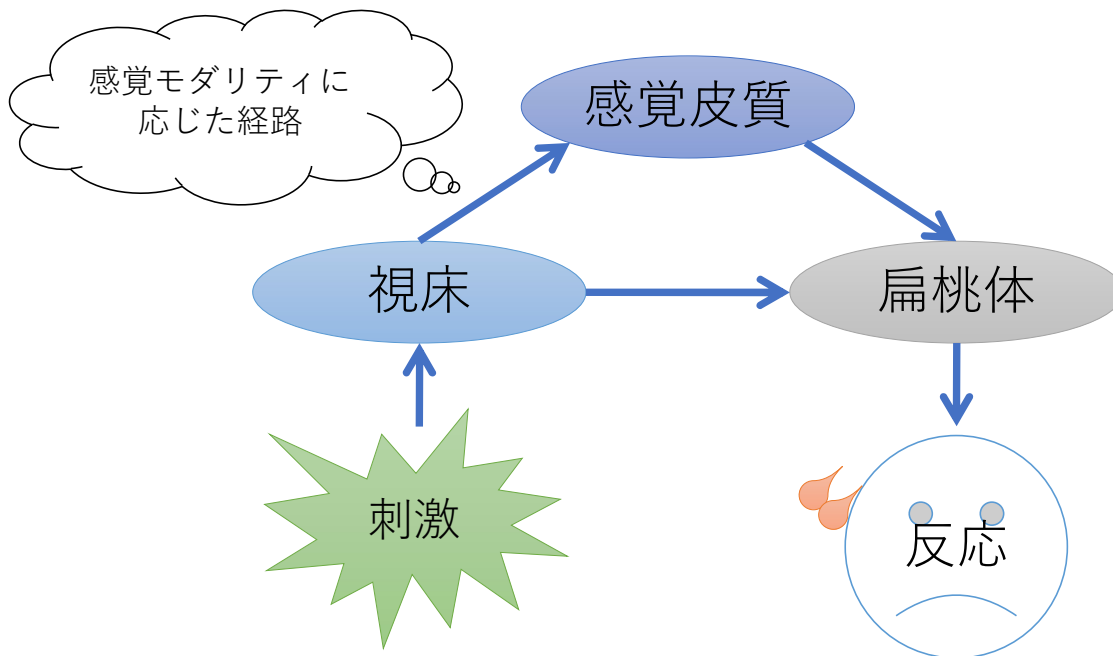 感覚モダリティに
応じた経路
感覚皮質
視床
扁桃体
刺激
反応